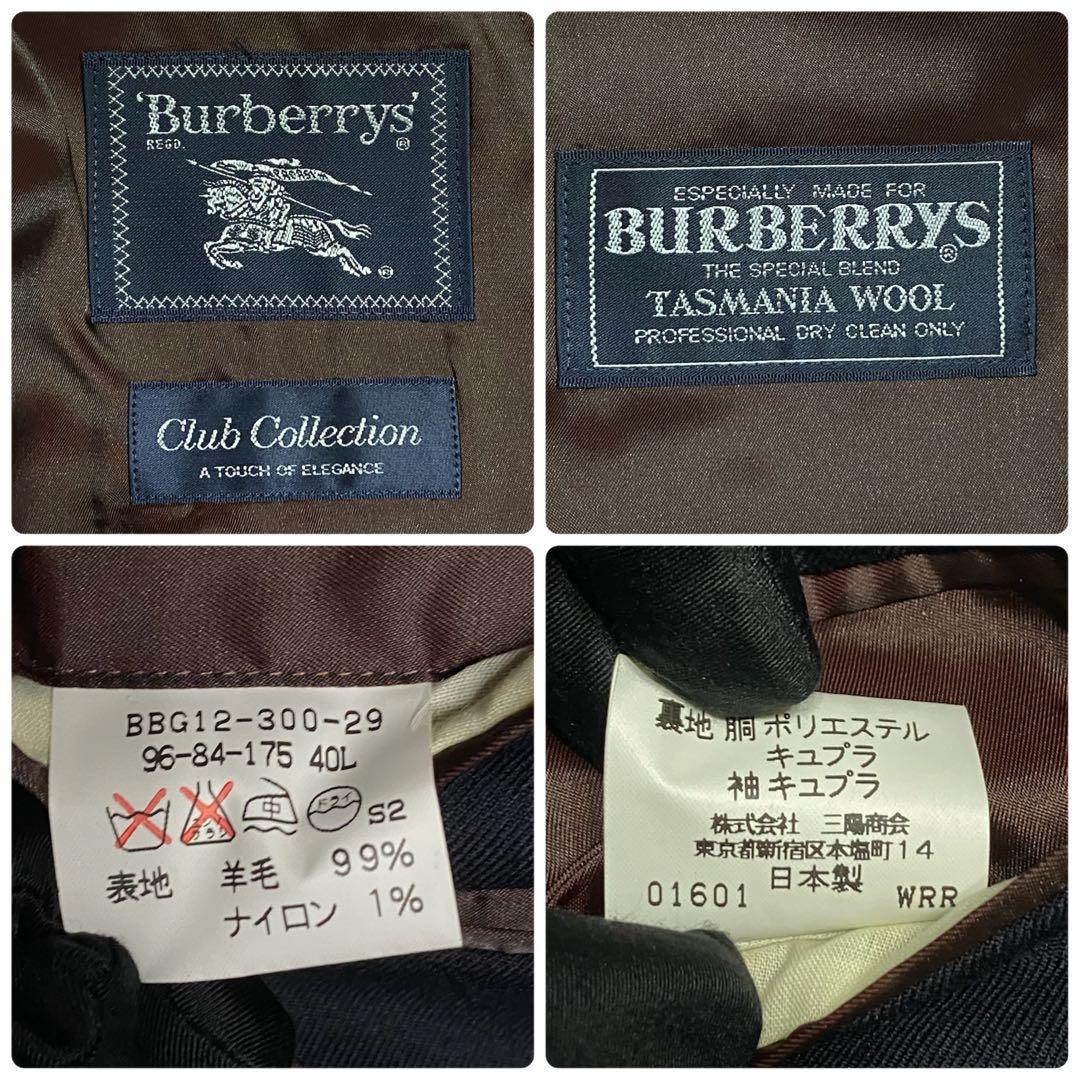 'Burberrys'
REGD.
®
®
Club Collection
A TOUCH OF ELEGANCE
ESPECIALLY MADE FOR
BURBERRYS®
THE SPECIAL BLEND
TASMANIA WOOL
PROFESSIONAL DRY CLEAN ONLY
BBG12-300-29
96-84-175 40L
中 S2
表地 羊毛 99%
ナイロン 1%
裏地 胴 ポリエステル
キュプラ
袖 キュプラ
株式会社 三陽商会
東京都新宿区本塩町14
日本製
01601 WRR